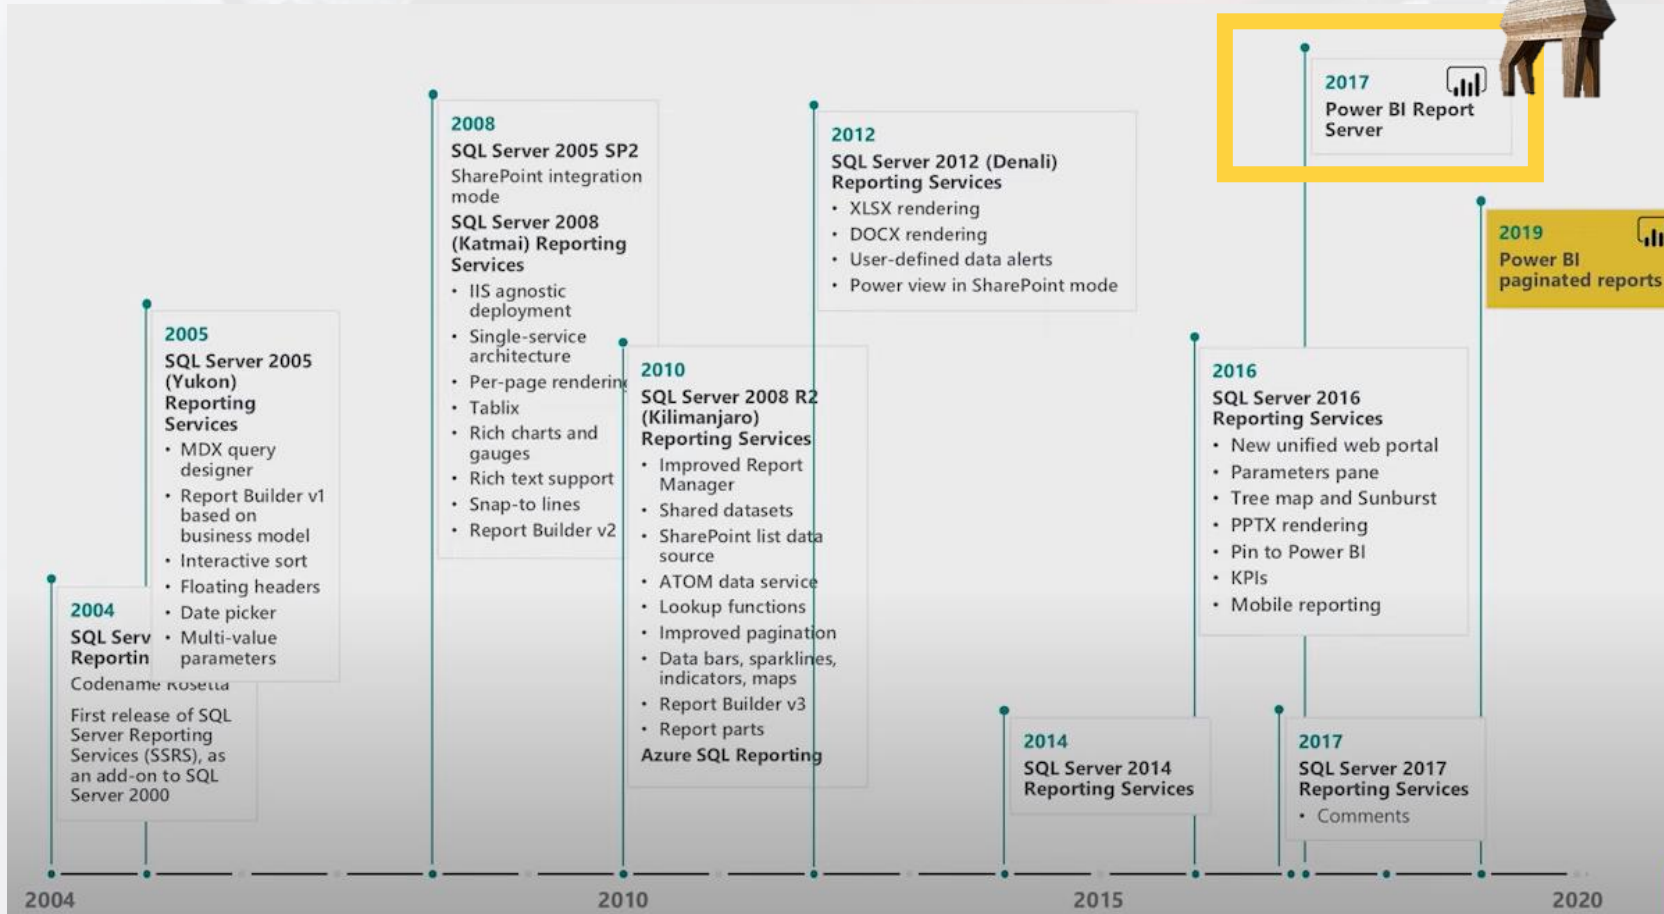 2004
SQL Serv
Reportin
Codename Rosetta
First release of SQL
Server Reporting
Services (SSRS), as
an add-on to SQL
Server 2000
2005
SQL Server 2005
(Yukon)
Reporting
Services
• MDX query
designer
• Report Builder v1
based on
business model
• Interactive sort
• Floating headers
• Date picker
• Multi-value
parameters
2008
SQL Server 2005 SP2
SharePoint integration
mode
SQL Server 2008
(Katmai) Reporting
Services
• IIS agnostic
deployment
• Single-service
architecture
• Per-page rendering
• Tablix
• Rich charts and
gauges
• Rich text support
• Snap-to lines
• Report Builder v2
2010
SQL Server 2008 R2
(Kilimanjaro)
Reporting Services
• Improved Report
Manager
• Shared datasets
• SharePoint list data
source
• ATOM data service
• Lookup functions
• Improved pagination
• Data bars, sparklines,
indicators, maps
• Report Builder v3
• Report parts
Azure SQL Reporting
2012
SQL Server 2012 (Denali)
Reporting Services
• XLSX rendering
• DOCX rendering
• User-defined data alerts
• Power view in SharePoint mode
2014
SQL Server 2014
Reporting Services
2016
SQL Server 2016
Reporting Services
• New unified web portal
• Parameters pane
• Tree map and Sunburst
• PPTX rendering
• Pin to Power BI
• KPIs
• Mobile reporting
2017
SQL Server 2017
Reporting Services
• Comments
2017
Power BI Report
Server
2019
Power BI
paginated reports
2004
2010
2015
2020